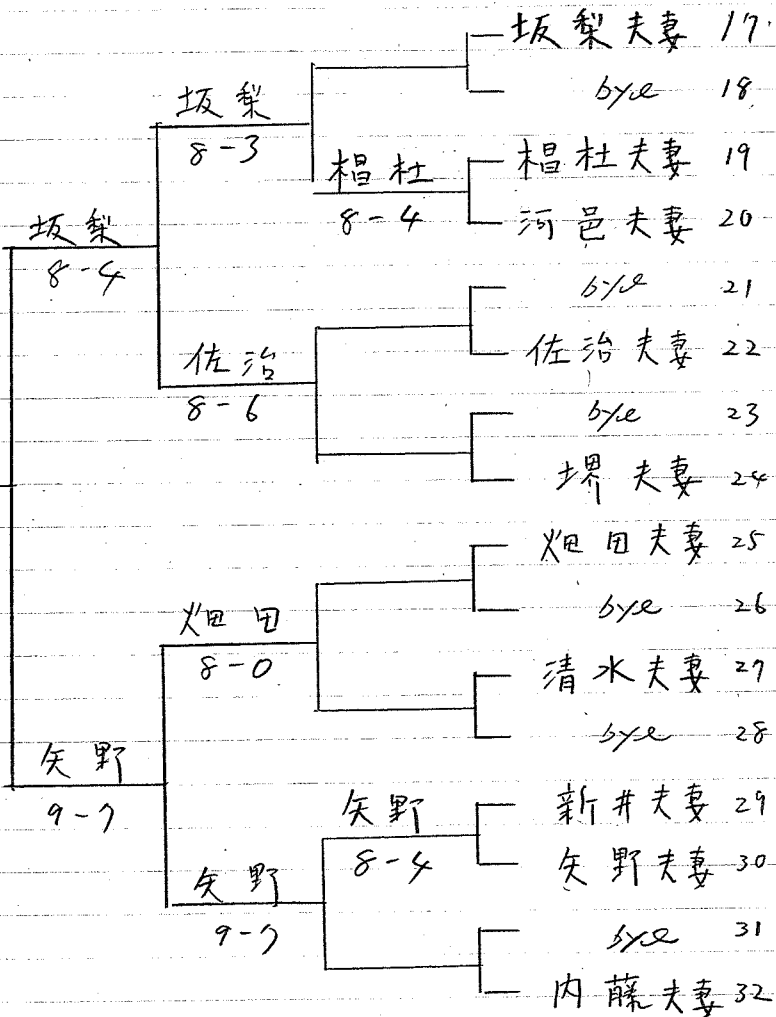 坂梨夫妻 17
bye 18
坂梨
8-3
椙杜夫妻 19
椙杜
8-4
河邑夫妻 20
坂梨
8-4
bye 21
佐治夫妻 22
佐治
8-6
bye 23
堺夫妻 24
畑田夫妻 25
bye 26
畑田
8-0
清水夫妻 27
bye 28
矢野
9-7
新井夫妻 29
矢野
8-4
矢野夫妻 30
矢野
9-7
bye 31
内藤夫妻 32